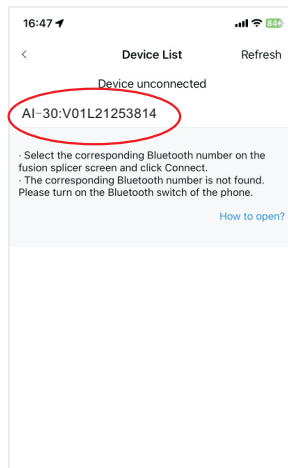 16:47
84
< Device List Refresh
Device unconnected
AI-30:V01L21253814
· Select the corresponding Bluetooth number on the
fusion splicer screen and click Connect.
· The corresponding Bluetooth number is not found.
Please turn on the Bluetooth switch of the phone.
How to open?